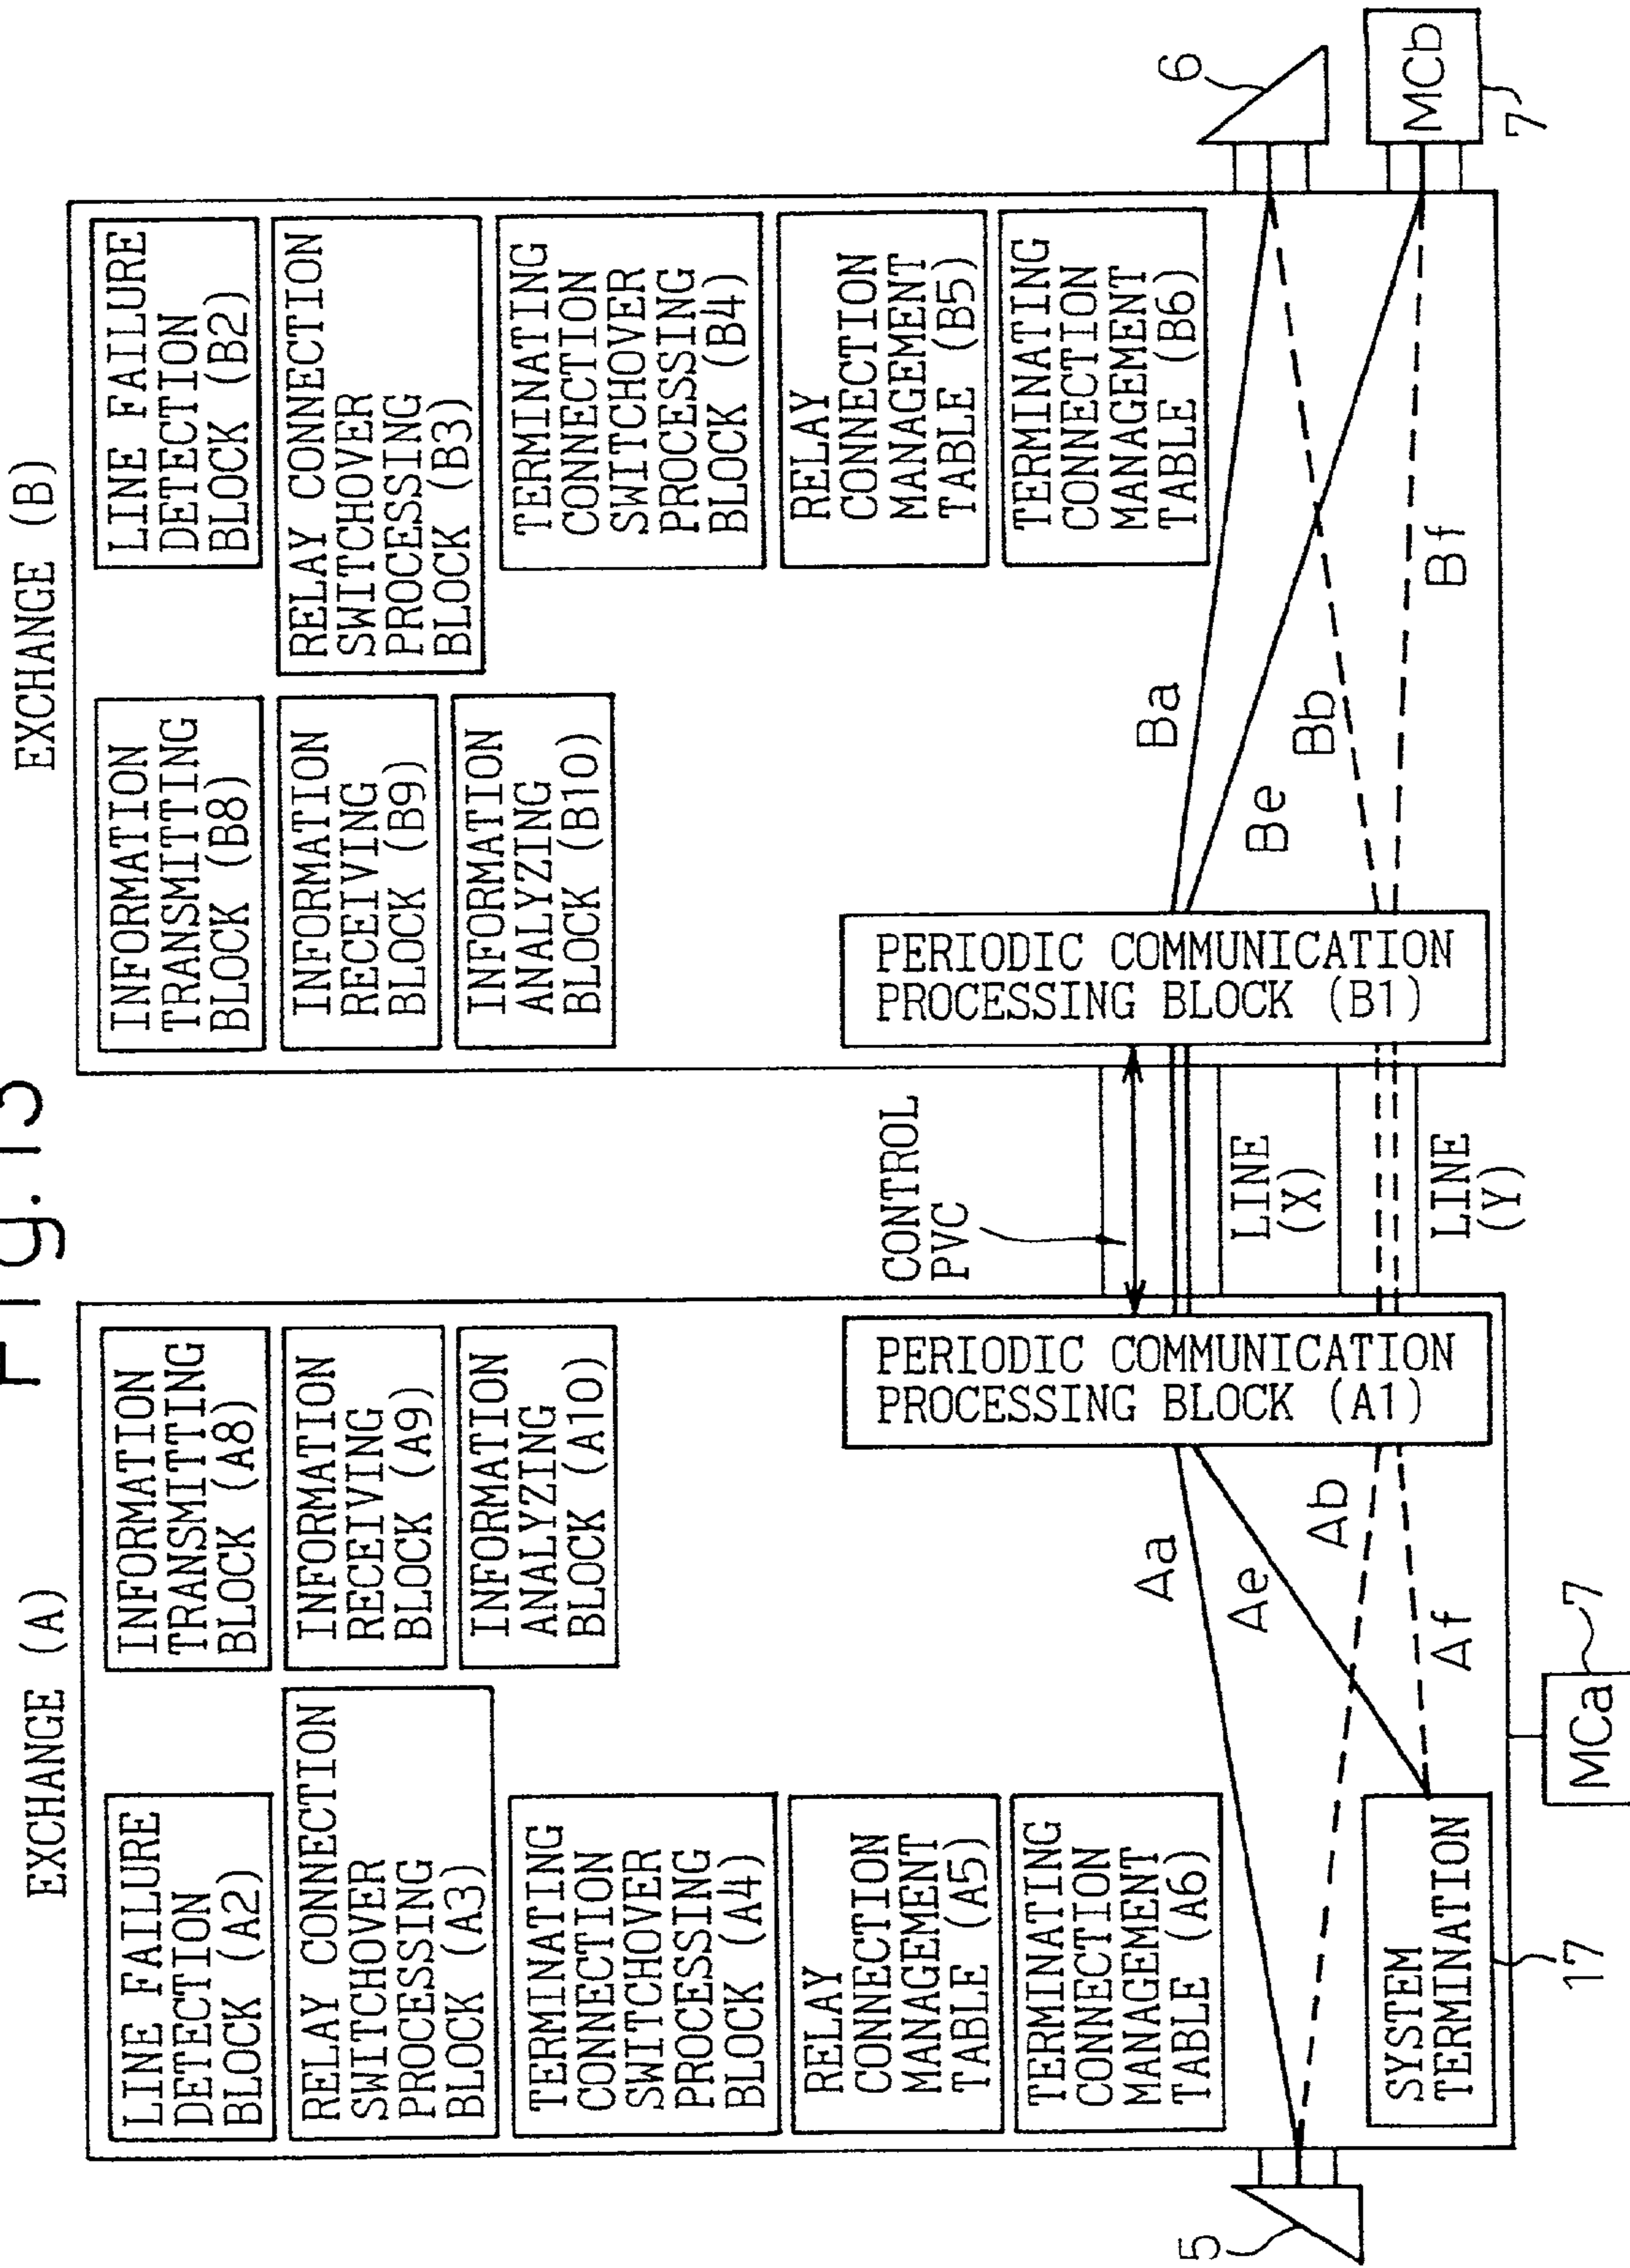 Fig.13
EXCHANGE (A)
LINE FAILURE
DETECTION
BLOCK (A2)
RELAY CONNECTION
SWITCHOVER
PROCESSING
BLOCK (A3)
TERMINATING
CONNECTION
SWITCHOVER
PROCESSING
BLOCK (A4)
RELAY
CONNECTION
MANAGEMENT
TABLE (A5)
TERMINATING
CONNECTION
MANAGEMENT
TABLE (A6)
SYSTEM
TERMINATION
17
5
INFORMATION
TRANSMITTING
BLOCK (A8)
INFORMATION
RECEIVING
BLOCK (A9)
INFORMATION
ANALYZING
BLOCK (A10)
PERIODIC COMMUNICATION
PROCESSING BLOCK (A1)
Aa
Ae
Ab
Af
MCa
7
CONTROL
PVC
LINE
(X)
LINE
(Y)
EXCHANGE (B)
INFORMATION
TRANSMITTING
BLOCK (B8)
INFORMATION
RECEIVING
BLOCK (B9)
INFORMATION
ANALYZING
BLOCK (B10)
PERIODIC COMMUNICATION
PROCESSING BLOCK (B1)
LINE FAILURE
DETECTION
BLOCK (B2)
RELAY CONNECTION
SWITCHOVER
PROCESSING
BLOCK (B3)
TERMINATING
CONNECTION
SWITCHOVER
PROCESSING
BLOCK (B4)
RELAY
CONNECTION
MANAGEMENT
TABLE (B5)
TERMINATING
CONNECTION
MANAGEMENT
TABLE (B6)
Ba
Be
Bb
Bf
6
MCb
7